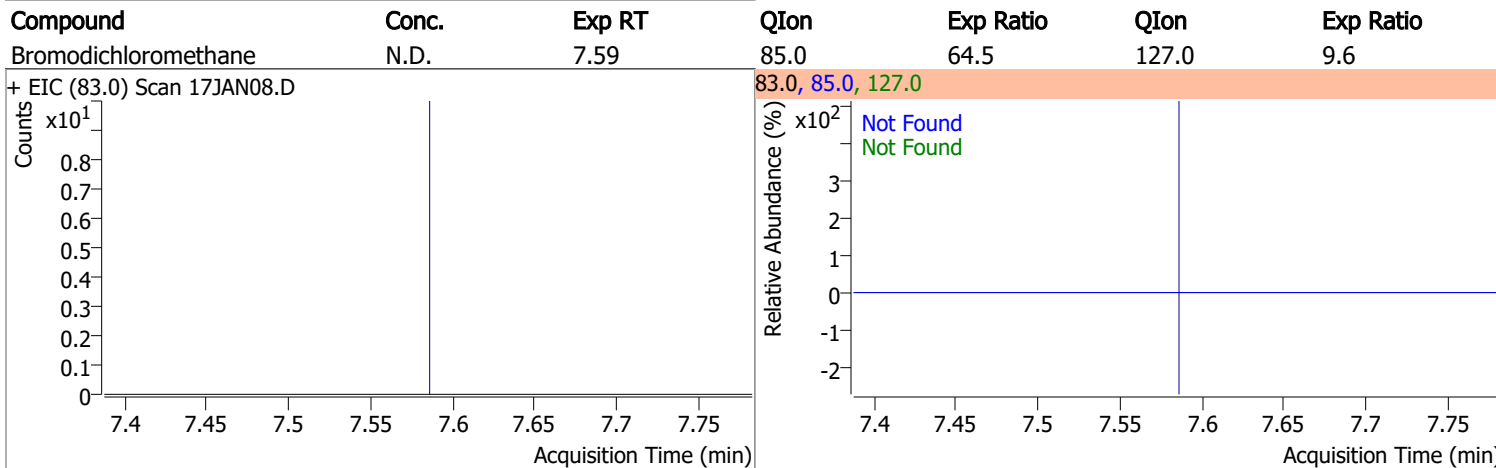 Compound Conc. Exp RT QIon Exp Ratio QIon Exp Ratio
Bromodichloromethane N.D. 7.59 85.0 64.5 127.0 9.6
+ EIC (83.0) Scan 17JAN08.D
Counts
x10¹
0.8
0.7
0.6
0.5
0.4
0.3
0.2
0.1
0
7.4 7.45 7.5 7.55 7.6 7.65 7.7 7.75
Acquisition Time (min)
83.0, 85.0, 127.0
Relative Abundance (%)
x10²
Not Found
Not Found
3
2
1
0
-1
-2
7.4 7.45 7.5 7.55 7.6 7.65 7.7 7.75
Acquisition Time (min)